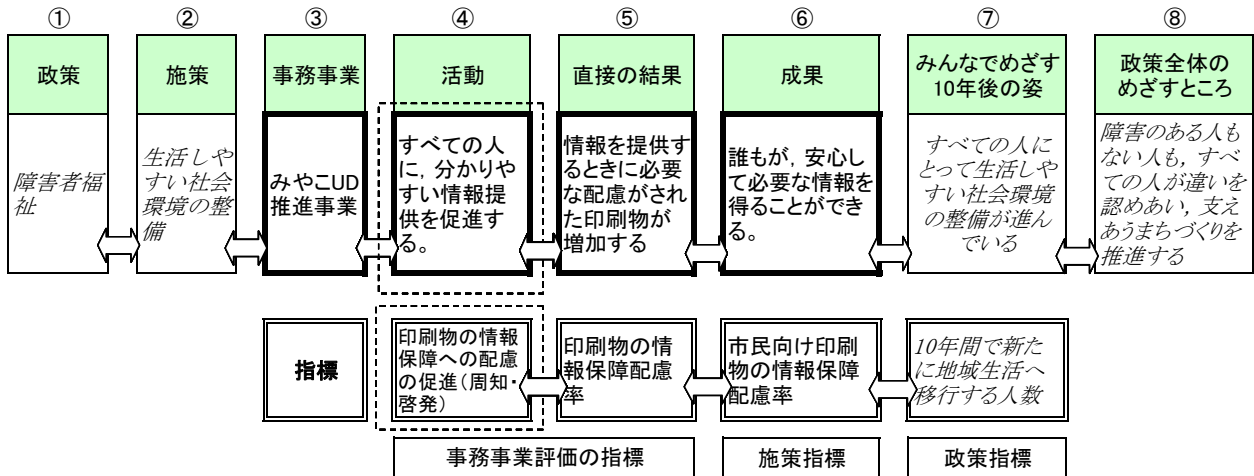 ① ② ③ ④ ⑤ ⑥ ⑦ ⑧
政策
施策
事務事業
活動
直接の結果
成果
みんなでめざす
10年後の姿
政策全体の
めざすところ
障害者福
祉
生活しや
すい社会
環境の整
備
みやこUD
推進事業
すべての人
に，分かりや
すい情報提
供を促進す
る。
情報を提供す
るときに必要
な配慮がされ
た印刷物が
増加する
誰もが，安心し
て必要な情報を
得ることができ
る。
すべての人に
とって生活しや
すい社会環境
の整備が進ん
でいる
障害のある人も
ない人も，すべ
ての人が違いを
認めあい，支え
あうまちづくりを
推進する
指標
印刷物の情報
保障への配慮
の促進（周知・
啓発）
印刷物の情
報保障配慮
率
市民向け印刷
物の情報保障
配慮率
10年間で新た
に地域生活へ
移行する人数
事務事業評価の指標
施策指標
政策指標